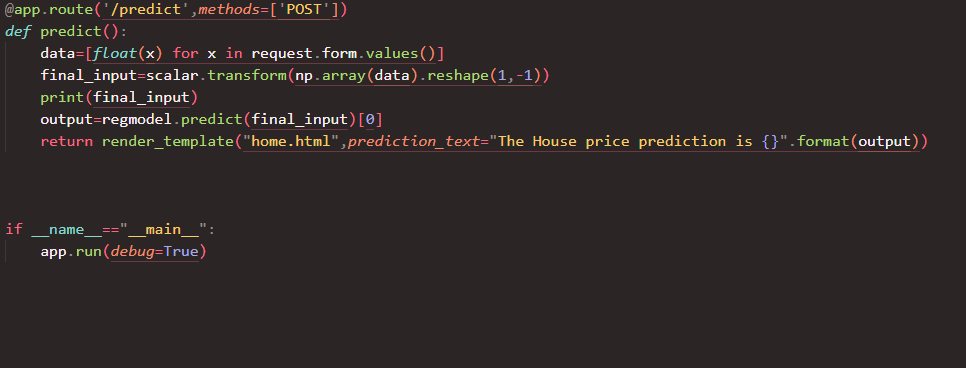 @app.route('/predict',methods=['POST'])
def predict():
    data=[float(x) for x in request.form.values()]
    final_input=scalar.transform(np.array(data).reshape(1,-1))
    print(final_input)
    output=regmodel.predict(final_input)[0]
    return render_template("home.html",prediction_text="The House price prediction is {}".format(output))
if __name__=="__main__":
    app.run(debug=True)